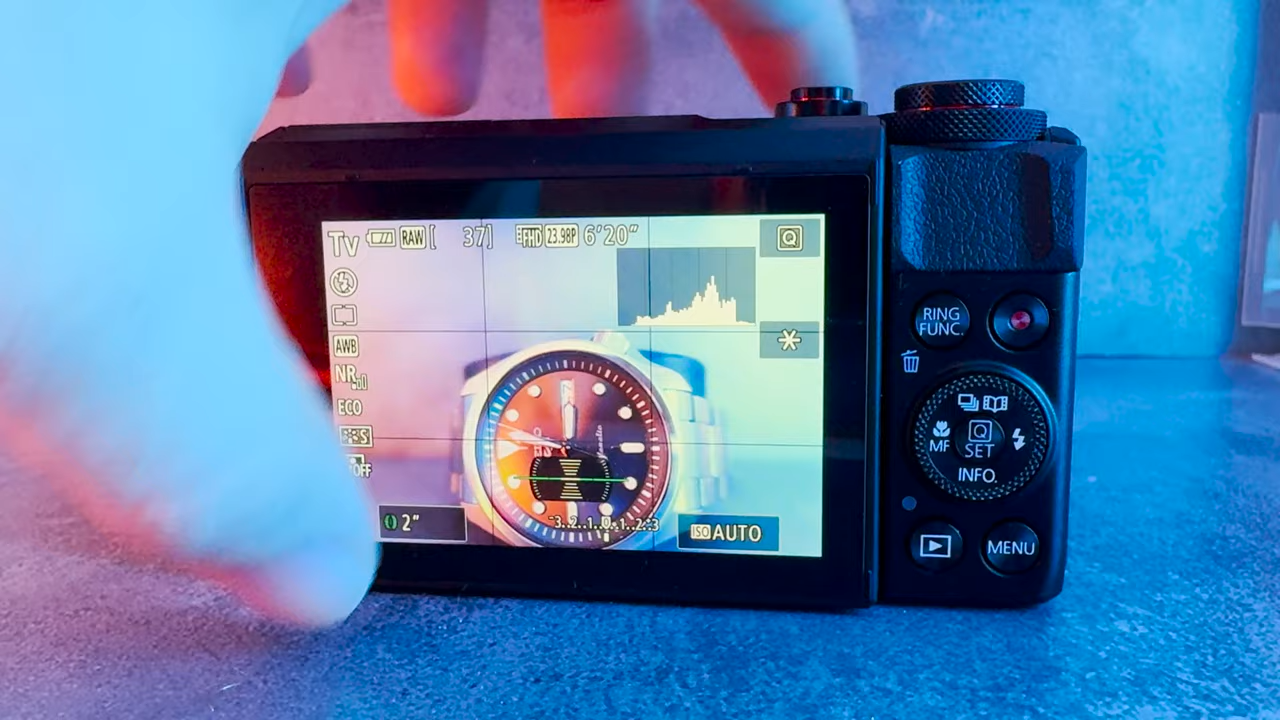 Tv RAW [ 37] FHD 23.98P 6'20" Q
AWB
NR
ECO
OFF
2"
-3..2..1..0..1..2..3
ISO AUTO
RING
FUNC.
MF
Q
SET
INFO.
MENU